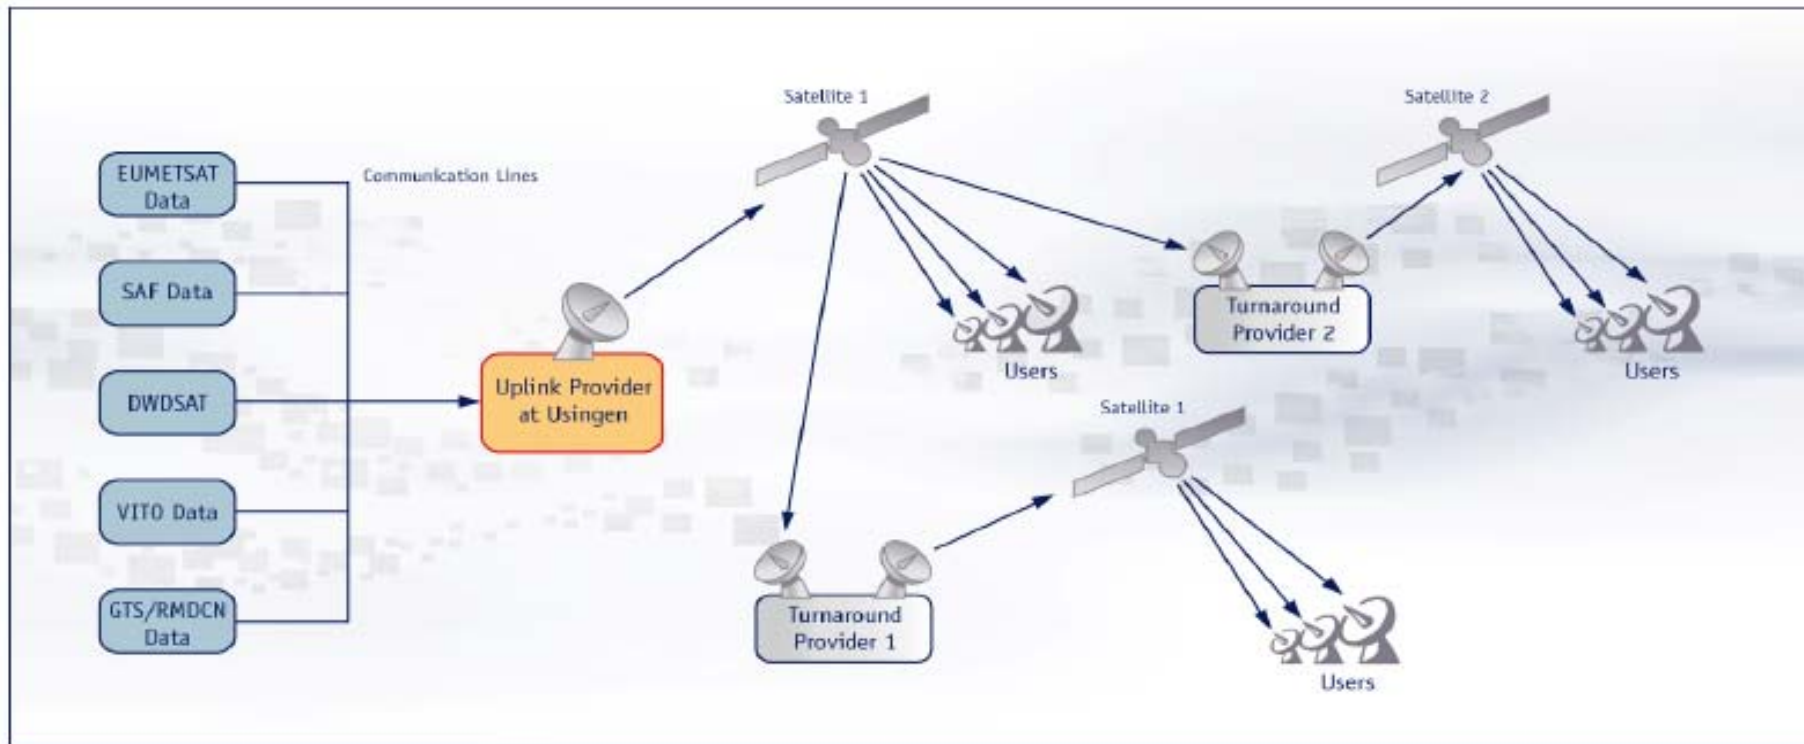 Satellite 1
Satellite 2
EUMETSAT
Data
Communication Lines
SAF Data
DWDSAT
VITO Data
GTS/RMDCN
Data
Uplink Provider
at Usingen
Users
Turnaround
Provider 2
Users
Satellite 1
Turnaround
Provider 1
Users